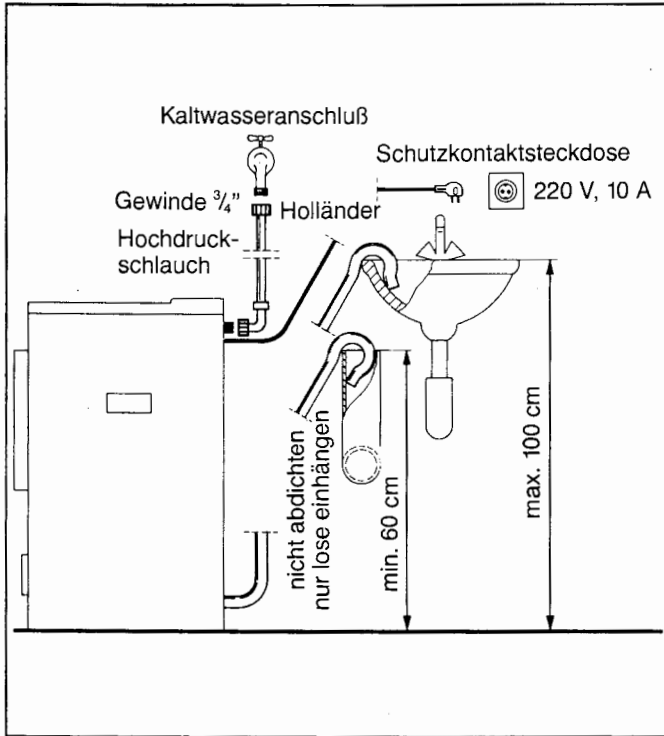 Kaltwasseranschluß
Schutzkontaktsteckdose
220 V, 10 A
Gewinde ¾"
Holländer
Hochdruck-
schlauch
nicht abdichten
nur lose einhängen
min. 60 cm
max. 100 cm